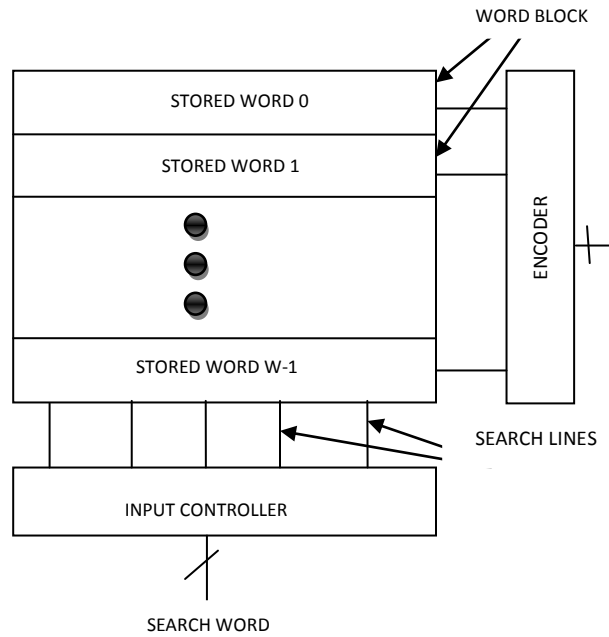 WORD BLOCK
STORED WORD 0
STORED WORD 1
ENCODER
STORED WORD W-1
SEARCH LINES
INPUT CONTROLLER
SEARCH WORD